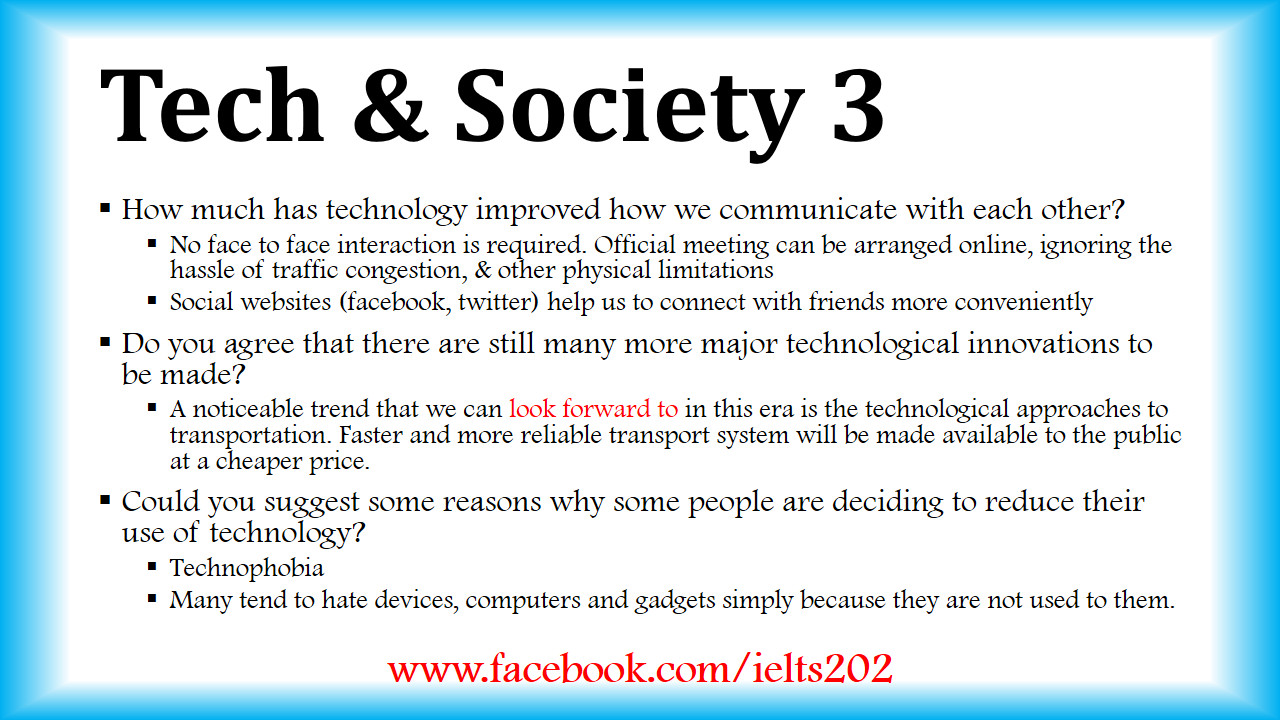 Tech & Society 3
▪ How much has technology improved how we communicate with each other?
▪ No face to face interaction is required. Official meeting can be arranged online, ignoring the
hassle of traffic congestion, & other physical limitations
▪ Social websites (facebook, twitter) help us to connect with friends more conveniently
▪ Do you agree that there are still many more major technological innovations to
be made?
▪ A noticeable trend that we can look forward to in this era is the technological approaches to
transportation. Faster and more reliable transport system will be made available to the public
at a cheaper price.
▪ Could you suggest some reasons why some people are deciding to reduce their
use of technology?
▪ Technophobia
▪ Many tend to hate devices, computers and gadgets simply because they are not used to them.
www.facebook.com/ielts202